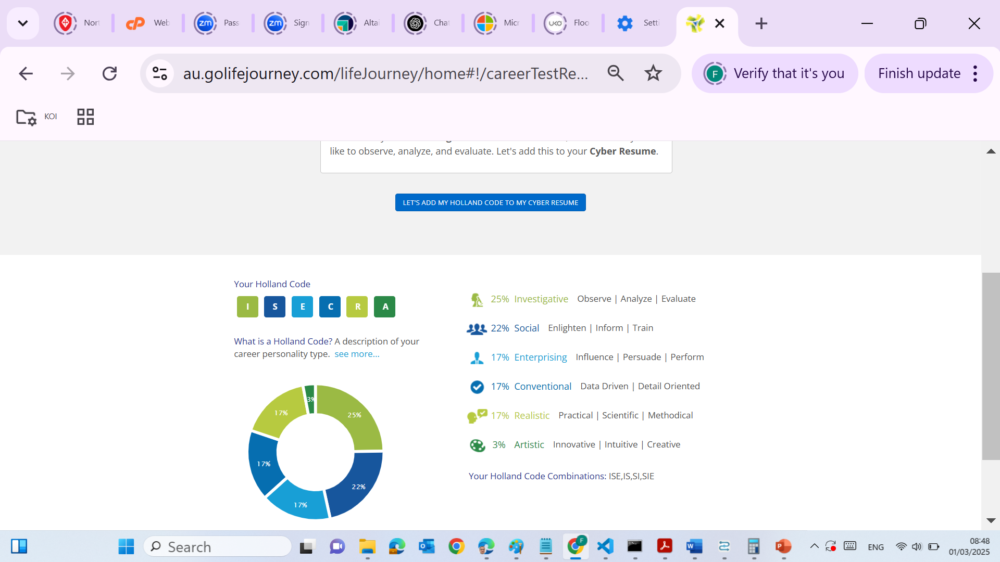 Nort
Web
zm
Pass
zm
Sign
Altai
Chat
Micr
UKO
Floo
Setti
au.golifejourney.com/lifeJourney/home#!/careerTestRe...
F
Verify that it's you
Finish update
KOI
like to observe, analyze, and evaluate. Let's add this to your Cyber Resume.
LET'S ADD MY HOLLAND CODE TO MY CYBER RESUME
Your Holland Code
I S E C R A
What is a Holland Code? A description of your
career personality type. see more...
3%
17%
25%
17%
22%
17%
25% Investigative Observe | Analyze | Evaluate
22% Social Enlighten | Inform | Train
17% Enterprising Influence | Persuade | Perform
17% Conventional Data Driven | Detail Oriented
17% Realistic Practical | Scientific | Methodical
3% Artistic Innovative | Intuitive | Creative
Your Holland Code Combinations: ISE,IS,SI,SIE
Search
F
ENG
08:48
01/03/2025